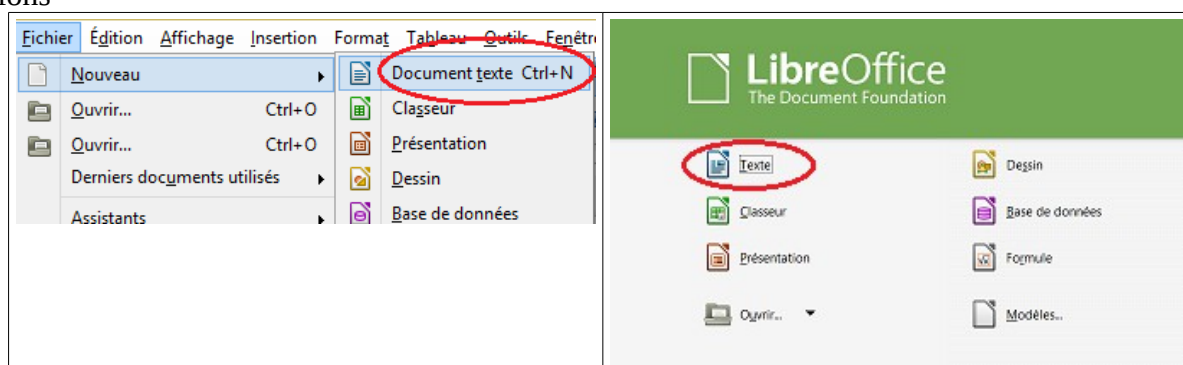 Fichier Édition Affichage Insertion Format Tableau Outils Fenêtr
Nouveau
Ouvrir... Ctrl+O
Ouvrir... Ctrl+O
Derniers documents utilisés
Assistants
Document texte Ctrl+N
Classeur
Présentation
Dessin
Base de données
LibreOffice
The Document Foundation
Texte
Classeur
Présentation
Ouvrir...
Dessin
Base de données
Formule
Modèles...